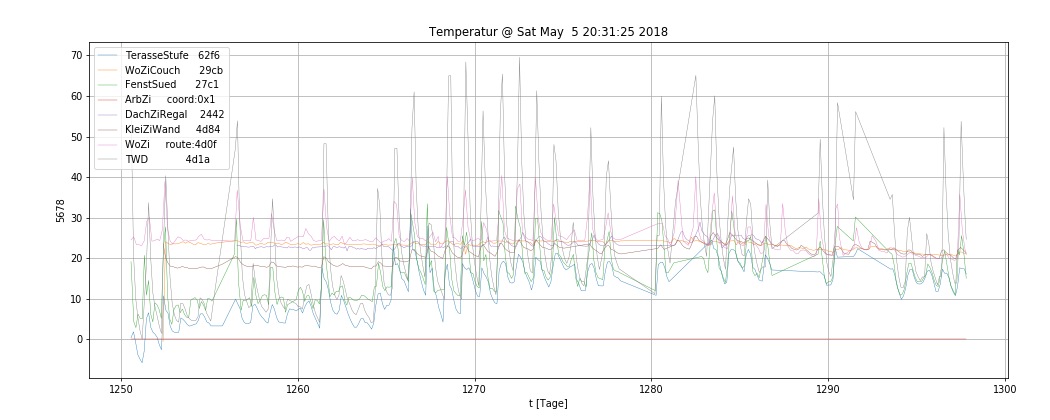 Temperatur @ Sat May  5 20:31:25 2018
70
60
50
40
30
20
10
0
5678
TerasseStufe   62f6
WoZiCouch      29cb
FenstSued      27c1
ArbZi     coord:0x1
DachZiRegal    2442
KleiZiWand     4d84
WoZi     route:4d0f
TWD            4d1a
1250 1260 1270 1280 1290 1300
t [Tage]